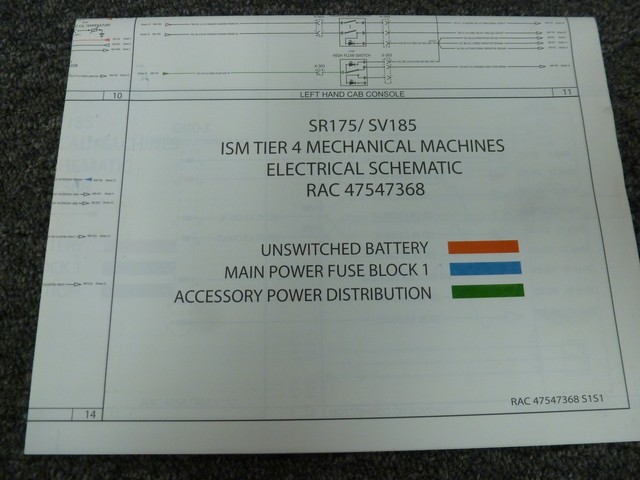 HIGH FLOW SWITCH
10
LEFT HAND CAB CONSOLE
11
SR175/ SV185
ISM TIER 4 MECHANICAL MACHINES
ELECTRICAL SCHEMATIC
RAC 47547368
UNSWITCHED BATTERY
MAIN POWER FUSE BLOCK 1
ACCESSORY POWER DISTRIBUTION
RAC 47547368 S1S1
14